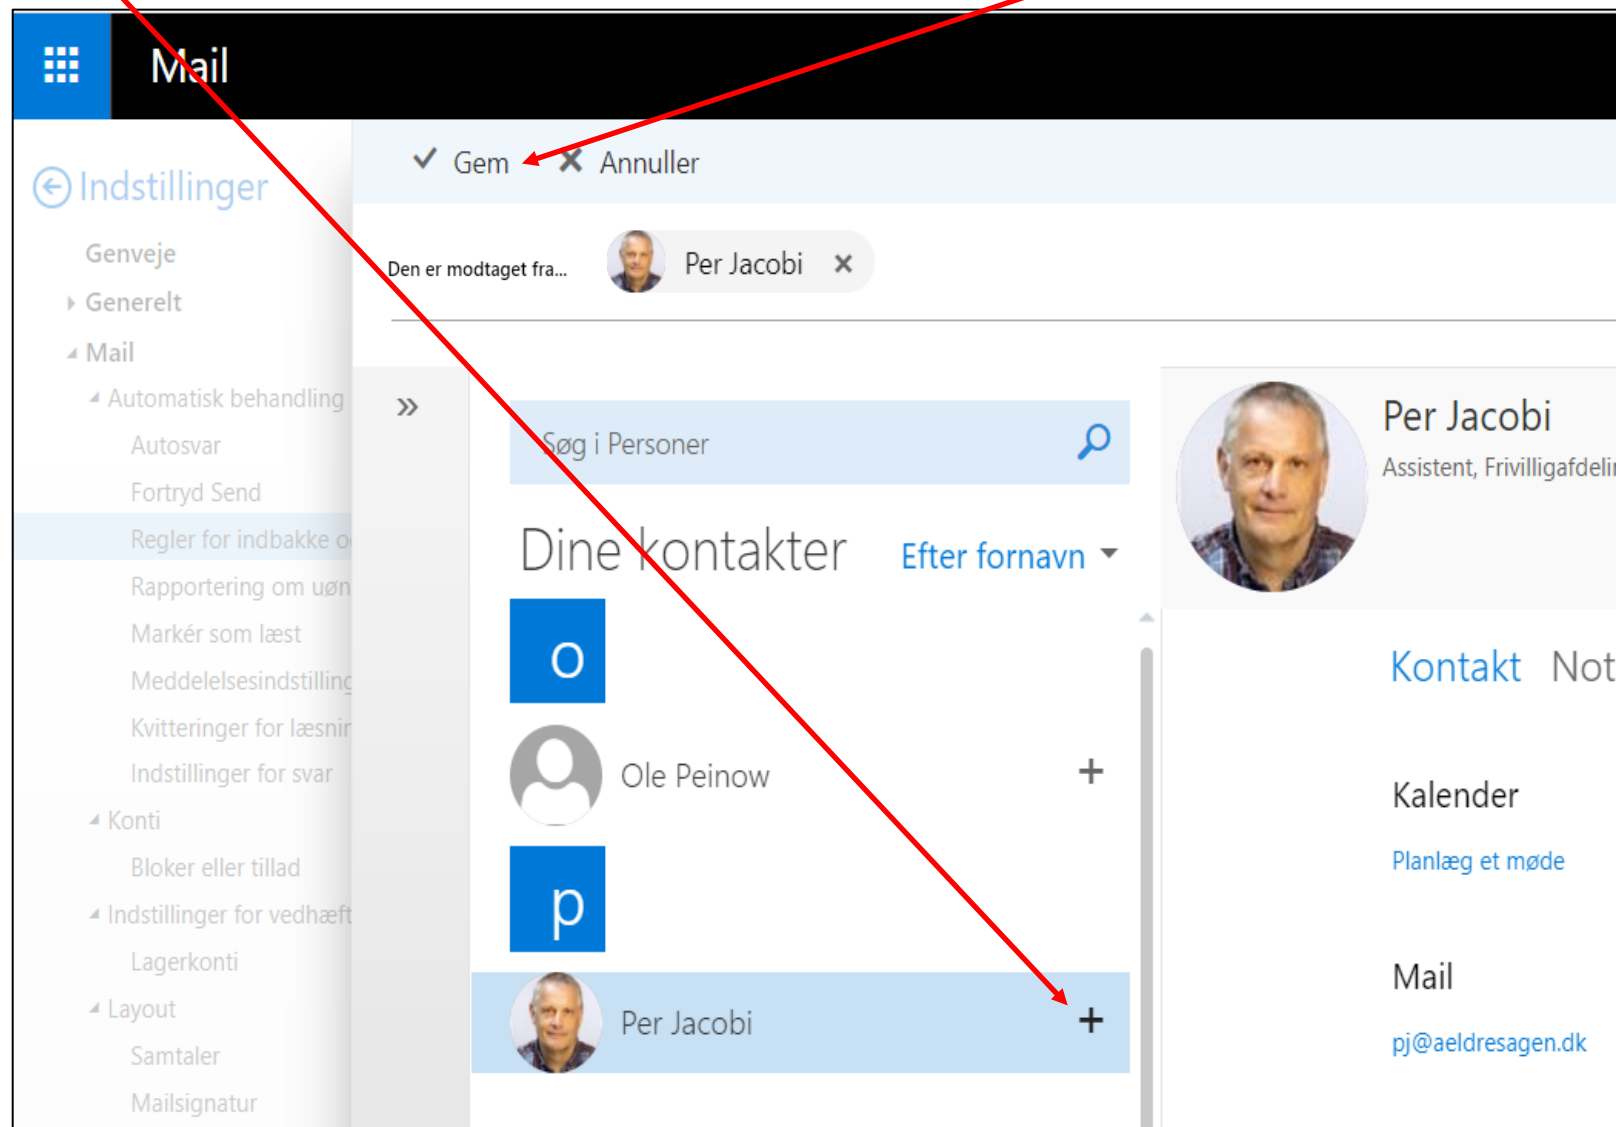 Mail
Gem
Annuller
Indstillinger
Genveje
Generelt
Mail
Automatisk behandling
Autosvar
Fortryd Send
Regler for indbakke o
Rapportering om uøn
Markér som læst
Meddelelsesindstilling
Kvitteringer for læsnin
Indstillinger for svar
Konti
Bloker eller tillad
Indstillinger for vedhæft
Lagerkonti
Layout
Samtaler
Mailsignatur
Den er modtaget fra...
Per Jacobi
»
Søg i Personer
Dine kontakter
Efter fornavn
o
Ole Peinow
+
p
Per Jacobi
+
Per Jacobi
Assistent, Frivilligafdelin
Kontakt Not
Kalender
Planlæg et møde
Mail
pj@aeldresagen.dk